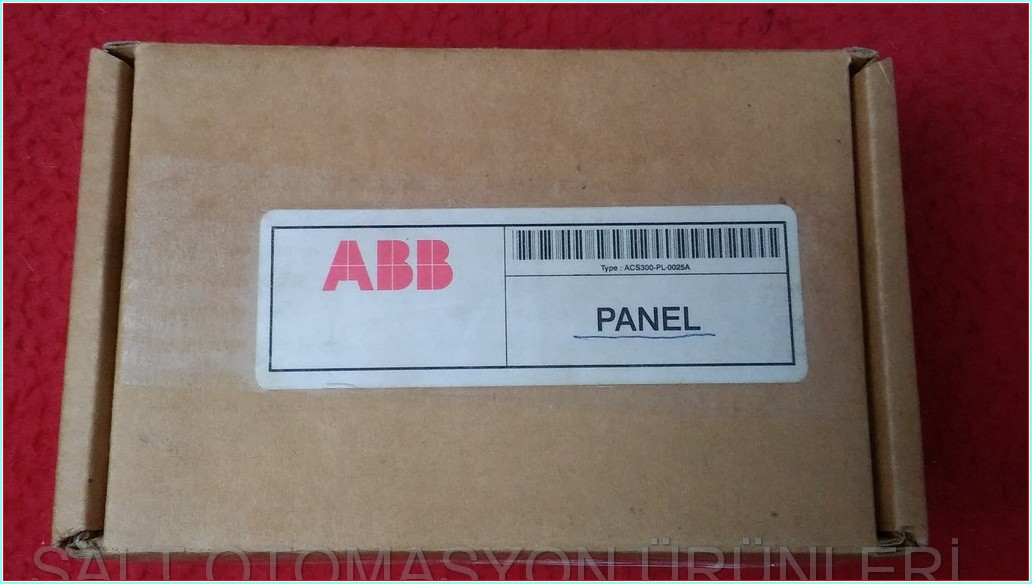 ABB
Type : ACS300-PL-0025A
PANEL
SALT OTOMASYON ÜRÜNLERİ